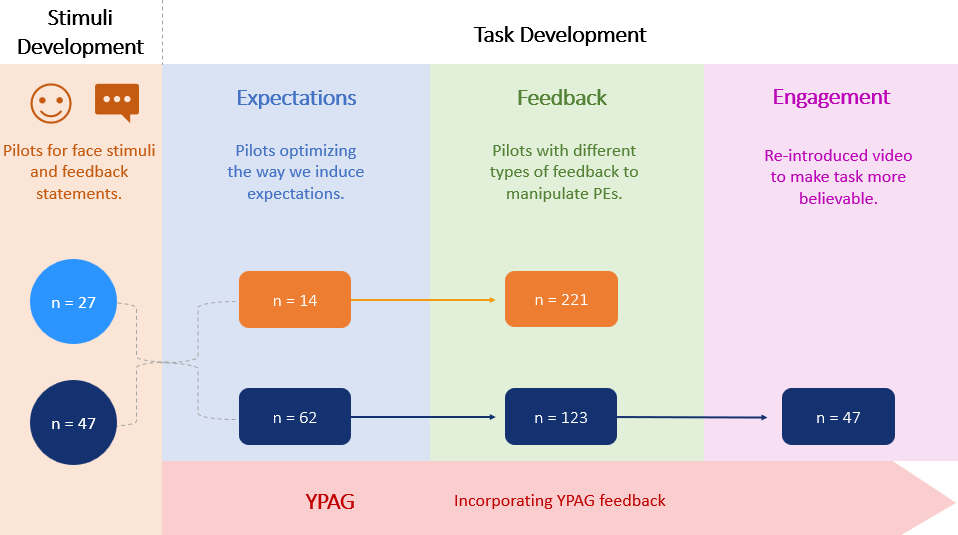 Stimuli
Development
Task Development
Pilots for face stimuli
and feedback
statements.
Expectations
Pilots optimizing
the way we induce
expectations.
Feedback
Pilots with different
types of feedback to
manipulate PEs.
Engagement
Re-introduced video
to make task more
believable.
n = 27
n = 14
n = 221
n = 47
n = 62
n = 123
n = 47
YPAG
Incorporating YPAG feedback